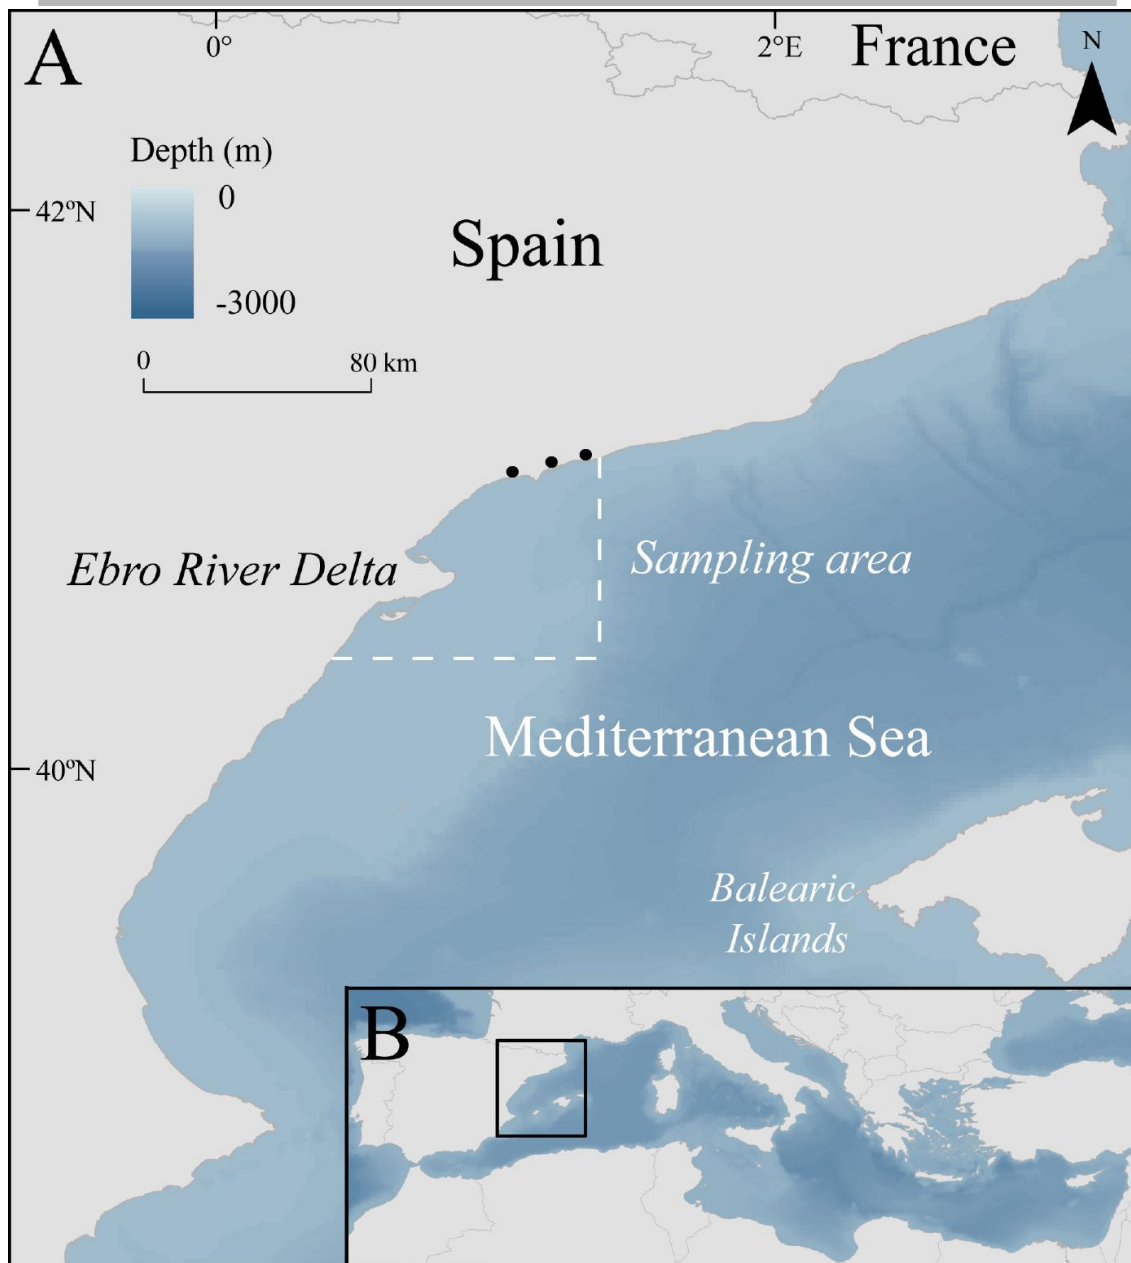 A
0°
2°E
France
N
Depth (m)
0
-3000
42ºN
Spain
0
80 km
Ebro River Delta
Sampling area
Mediterranean Sea
40ºN
Balearic
Islands
B